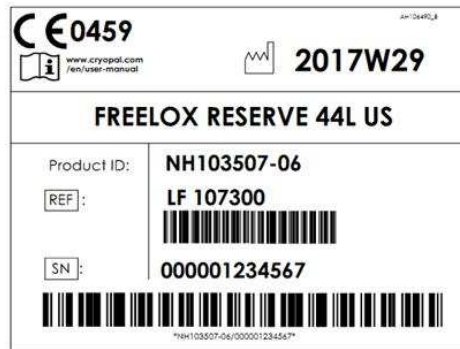 CE0459
AH106490_B
www.cryopal.com
/en/user-manual
2017W29
FREELOX RESERVE 44L US
Product ID: NH103507-06
REF : LF 107300
SN : 000001234567
*NH103507-06/000001234567*